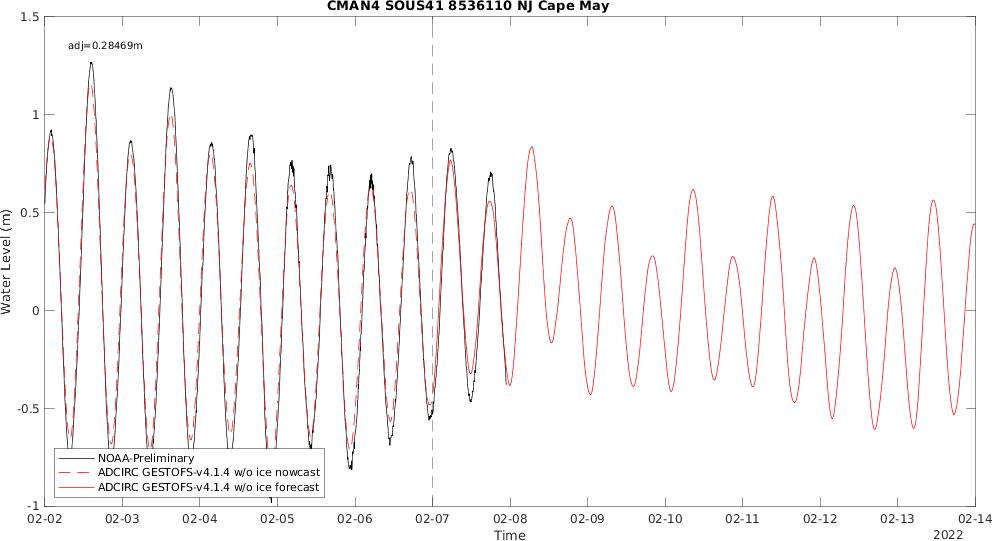 CMAN4 SOUS41 8536110 NJ Cape May
adj=0.28469m
1.5
1
0.5
0
-0.5
-1
Water Level (m)
NOAA-Preliminary
ADCIRC GESTOFS-v4.1.4 w/o ice nowcast
ADCIRC GESTOFS-v4.1.4 w/o ice forecast
02-02 02-03 02-04 02-05 02-06 02-07 02-08 02-09 02-10 02-11 02-12 02-13 02-14
Time
2022